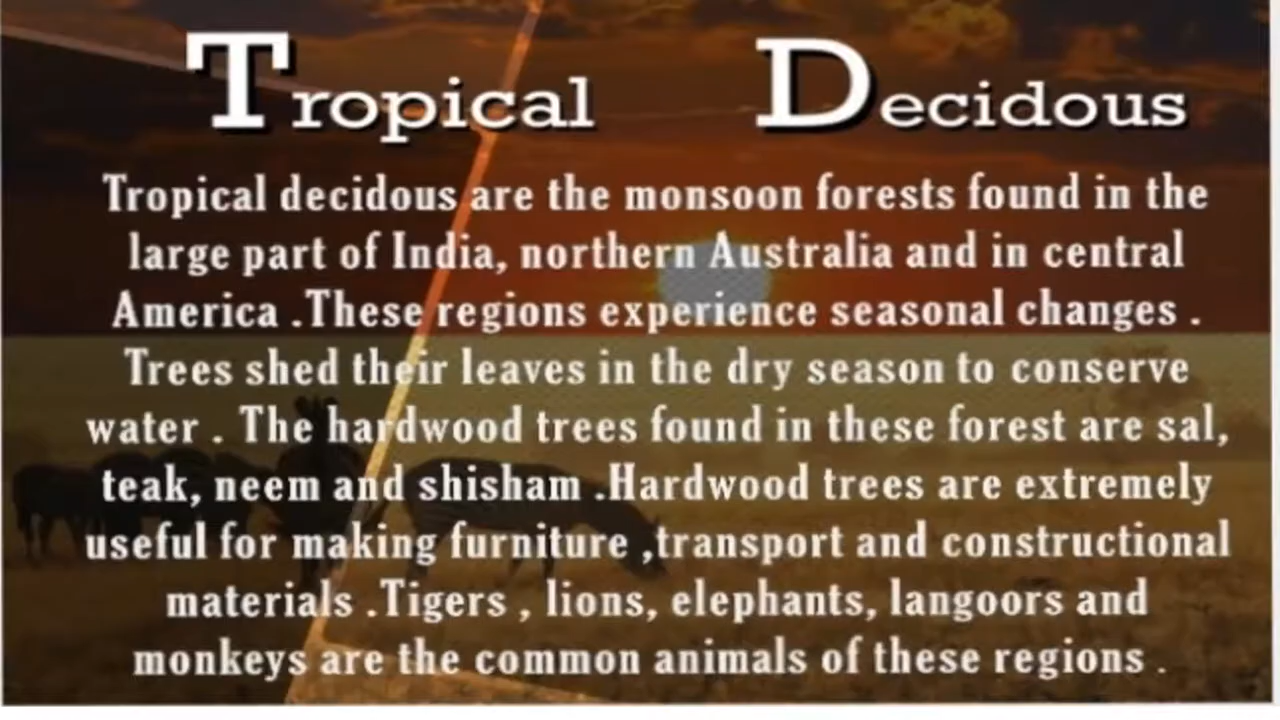 Tropical Decidous
Tropical decidous are the monsoon forests found in the
large part of India, northern Australia and in central
America .These regions experience seasonal changes .
Trees shed their leaves in the dry season to conserve
water . The hardwood trees found in these forest are sal,
teak, neem and shisham .Hardwood trees are extremely
useful for making furniture ,transport and constructional
materials .Tigers , lions, elephants, langoors and
monkeys are the common animals of these regions .